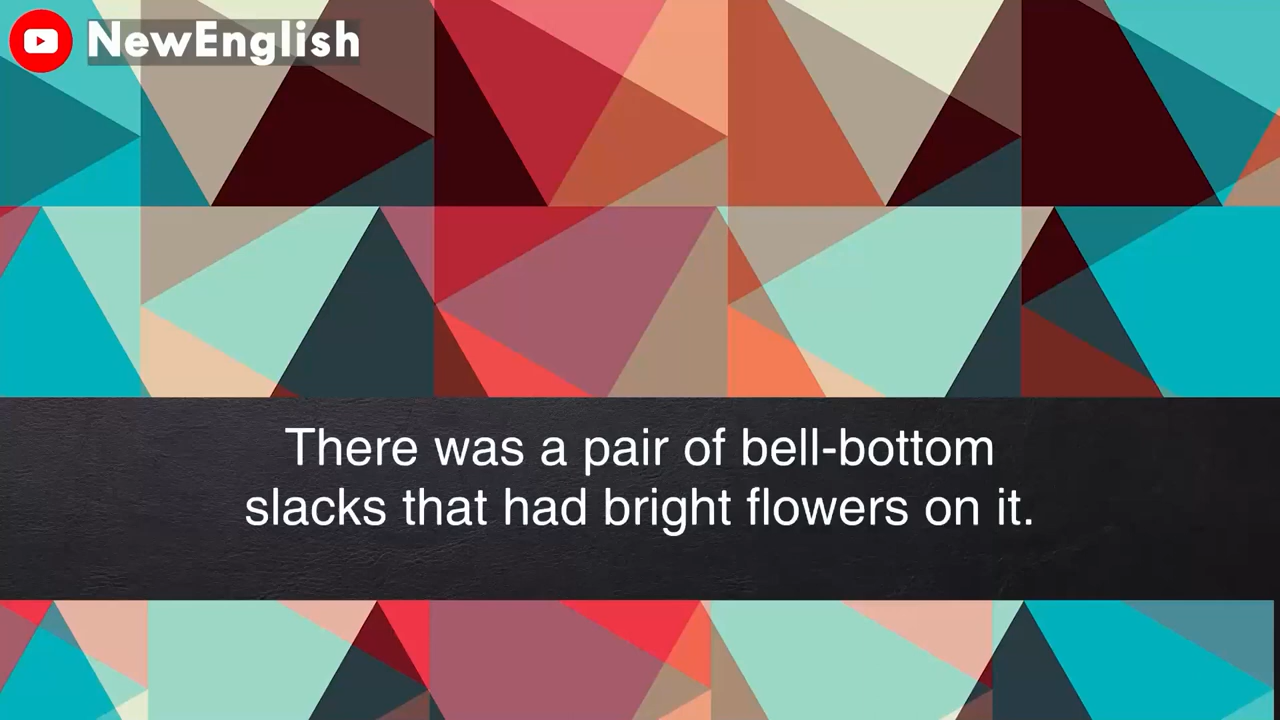 NewEnglish
There was a pair of bell-bottom
slacks that had bright flowers on it.